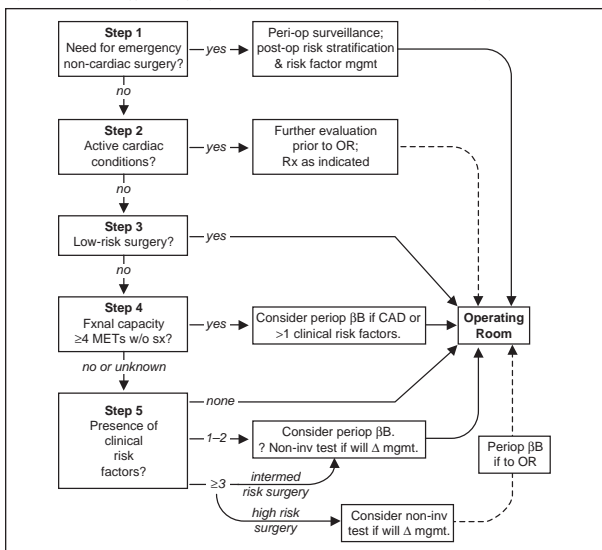 Step 1
Need for emergency
non-cardiac surgery?
yes
Peri-op surveillance;
post-op risk stratification
& risk factor mgmt
no
Step 2
Active cardiac
conditions?
yes
Further evaluation
prior to OR;
Rx as indicated
no
Step 3
Low-risk surgery?
yes
no
Step 4
Fxnal capacity
≥4 METs w/o sx?
yes
Consider periop βB if CAD or
>1 clinical risk factors.
Operating
Room
no or unknown
Step 5
Presence of
clinical
risk
factors?
none
1–2
Consider periop βB.
? Non-inv test if will Δ mgmt.
≥3
intermed
risk surgery
high risk
surgery
Consider non-inv
test if will Δ mgmt.
Periop βB
if to OR